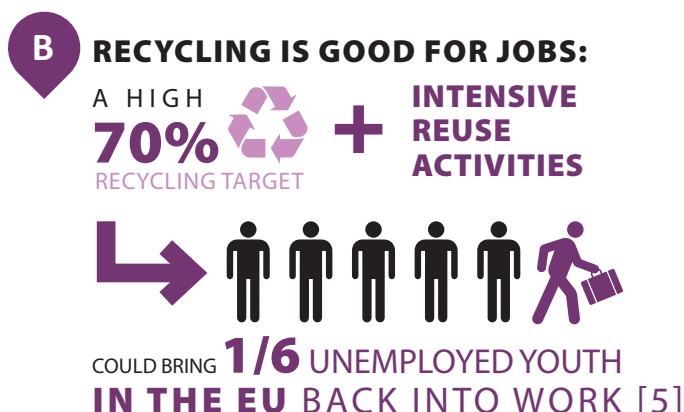 B
RECYCLING IS GOOD FOR JOBS:
A HIGH
70%
RECYCLING TARGET
+
INTENSIVE
REUSE
ACTIVITIES
COULD BRING 1/6 UNEMPLOYED YOUTH
IN THE EU BACK INTO WORK [5]